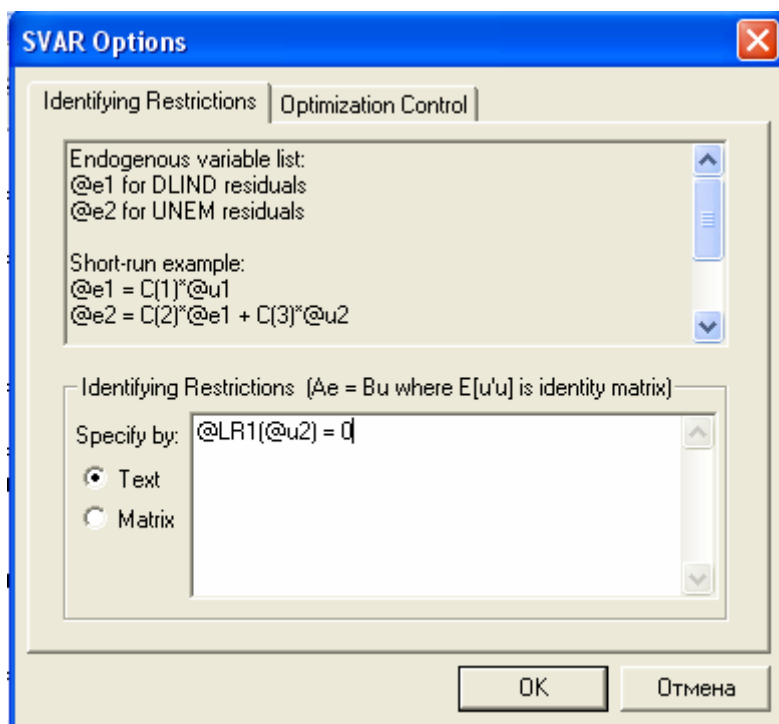 SVAR Options
Identifying Restrictions
Optimization Control
Endogenous variable list:
@e1 for DLIND residuals
@e2 for UNEM residuals
Short-run example:
@e1 = C(1)*@u1
@e2 = C(2)*@e1 + C(3)*@u2
Identifying Restrictions (Ae = Bu where E[u'u] is identity matrix)
Specify by:
@LR1(@u2) = 0
Text
Matrix
OK
Отмена